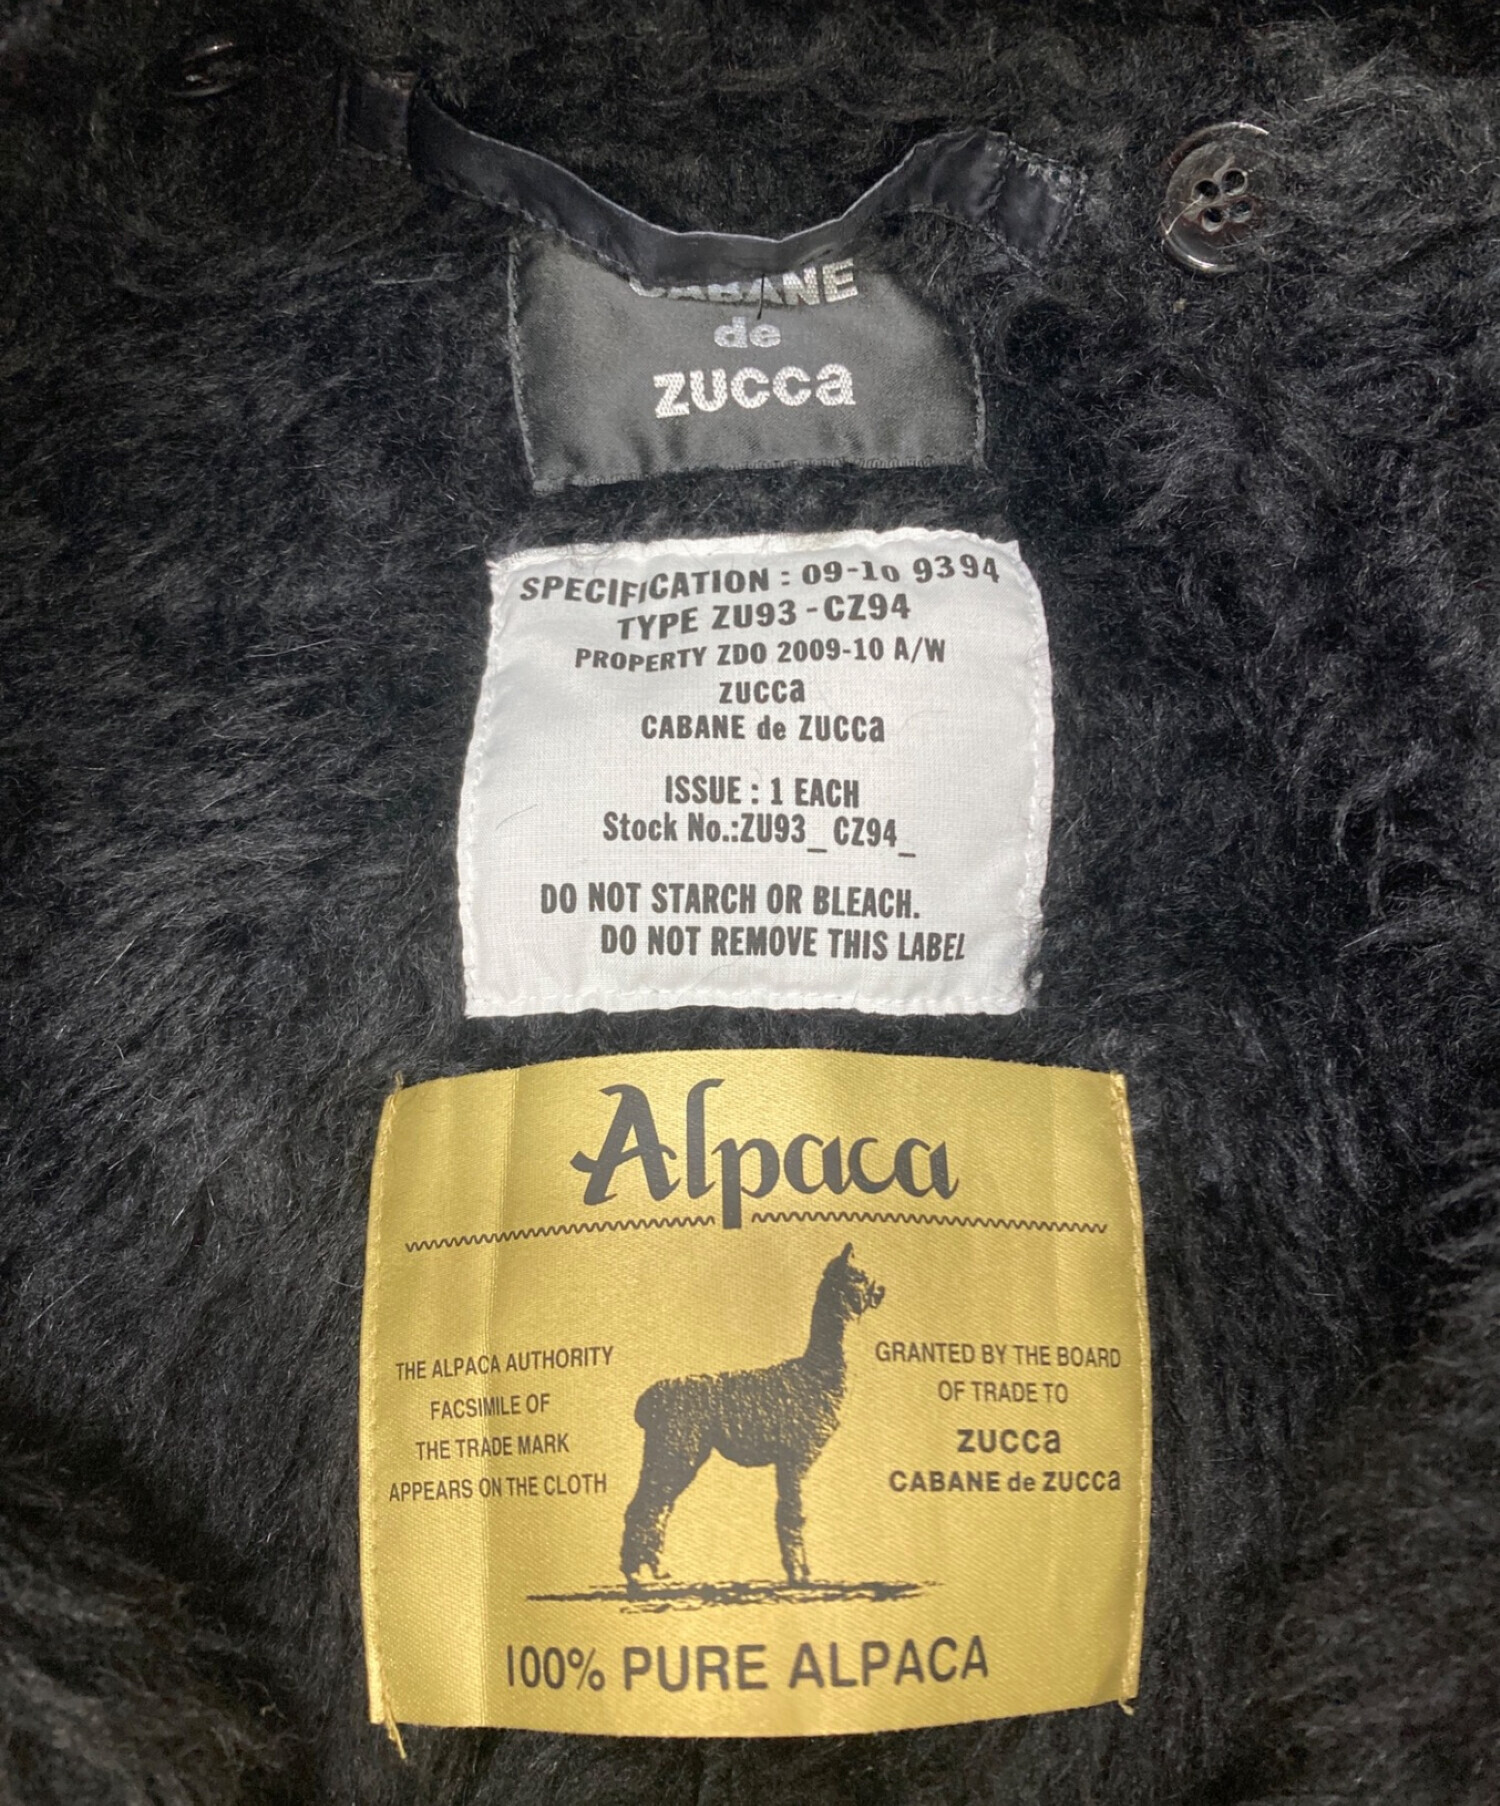 CABANE
de
zucca
SPECIFICATION : 09-10 9394
TYPE ZU93 -CZ94
PROPERTY ZDO 2009-10 A/W
zucca
CABANE de ZUCCa
ISSUE : 1 EACH
Stock No.:ZU93_ CZ94_
DO NOT STARCH OR BLEACH.
DO NOT REMOVE THIS LABEL
Alpaca
THE ALPACA AUTHORITY
FACSIMILE OF
THE TRADE MARK
APPEARS ON THE CLOTH
GRANTED BY THE BOARD
OF TRADE TO
zucca
CABANE de ZUCCa
100% PURE ALPACA